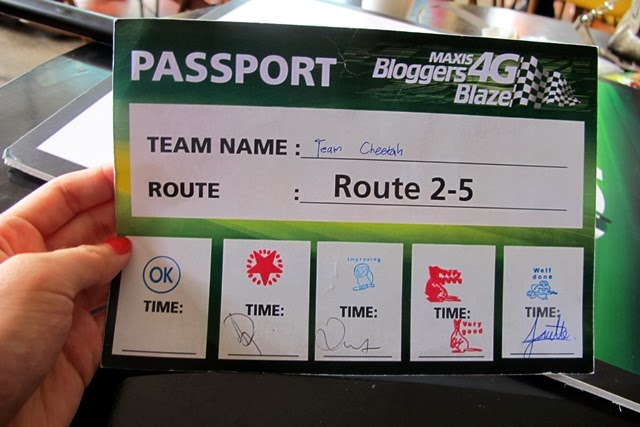 PASSPORT
MAXIS
Bloggers 4G
Blaze
TEAM NAME : Team Cheetah
ROUTE : Route 2-5
OK
TIME:
TIME:
Improving
TIME:
TIME:
Very
good
Well
done
TIME: